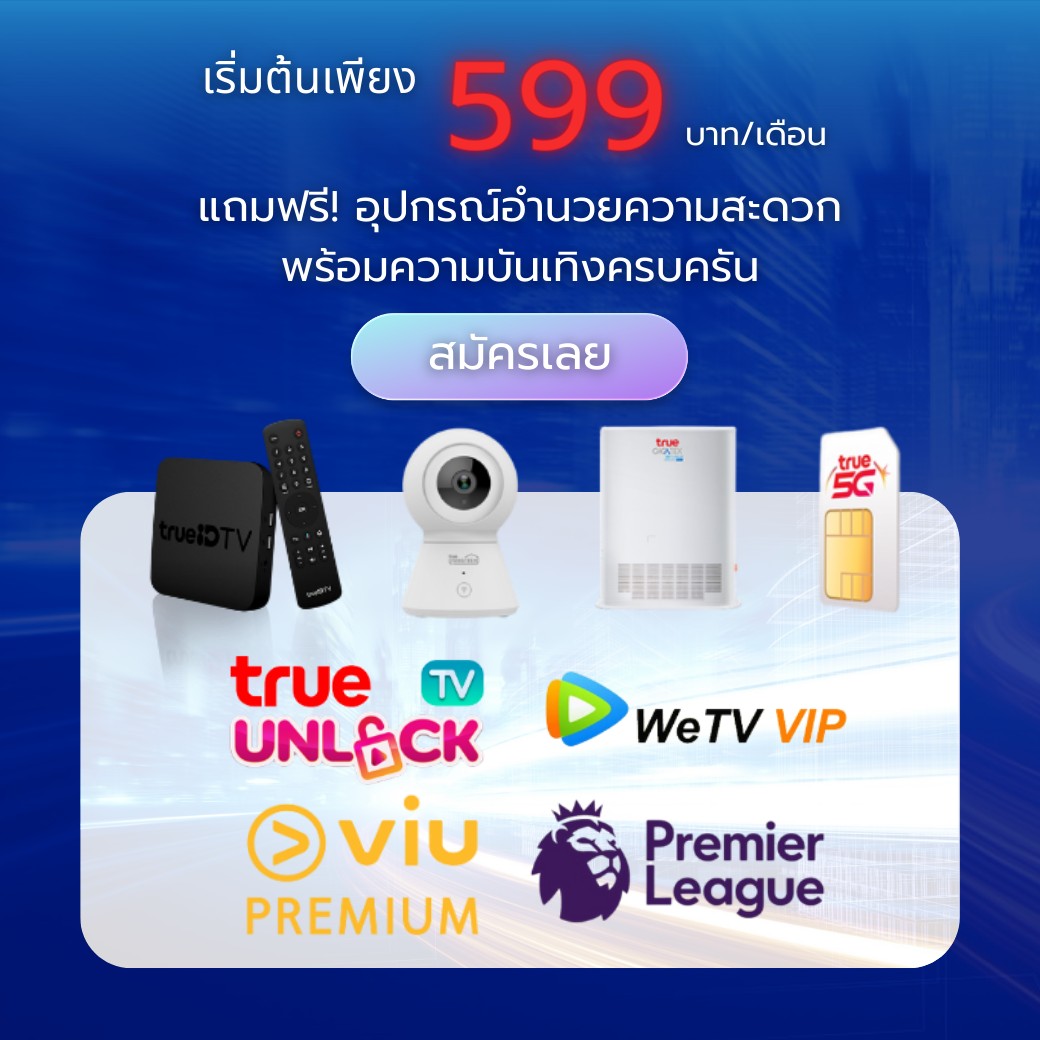 เริ่มต้นเพียง 599 บาท/เดือน
แถมฟรี! อุปกรณ์อำนวยความสะดวก
พร้อมความบันเทิงครบครัน
สมัครเลย
trueiDTV
true
true 5G
true TV
UNLOCK
WeTV VIP
viu
PREMIUM
Premier
League